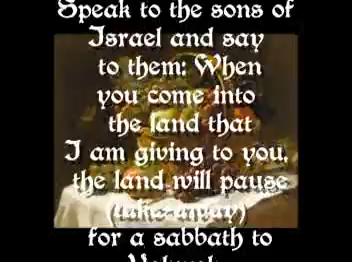 Speak to the sons of
Israel and say
to them: When
you come into
the land that
I am giving to you,
the land will pause
for a sabbath to